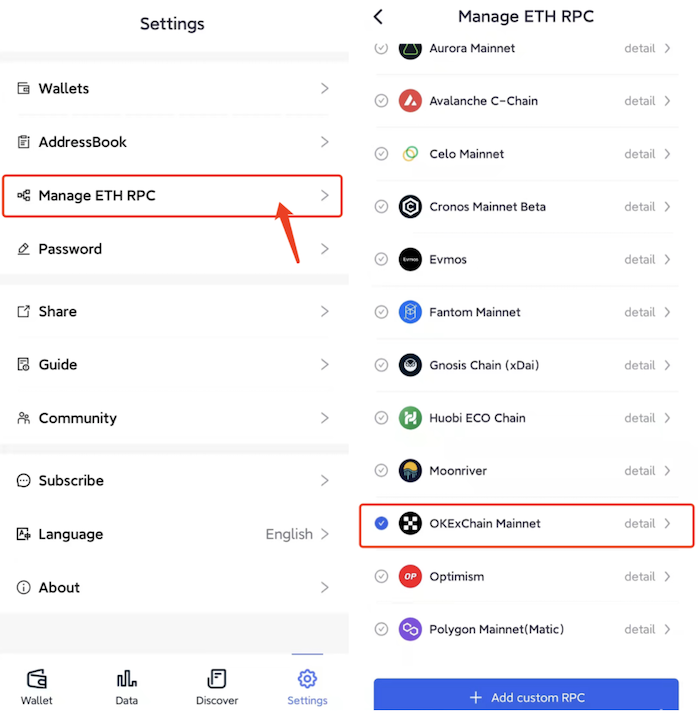 Settings
Wallets
AddressBook
Manage ETH RPC
Password
Share
Guide
Community
Subscribe
Language English
About
Wallet Data Discover Settings
Manage ETH RPC
Aurora Mainnet detail
Avalanche C-Chain detail
Celo Mainnet detail
Cronos Mainnet Beta detail
Evmos Evmos detail
Fantom Mainnet detail
Gnosis Chain (xDai) detail
Huobi ECO Chain detail
Moonriver detail
OKExChain Mainnet detail
OP Optimism detail
Polygon Mainnet(Matic) detail
+ Add custom RPC